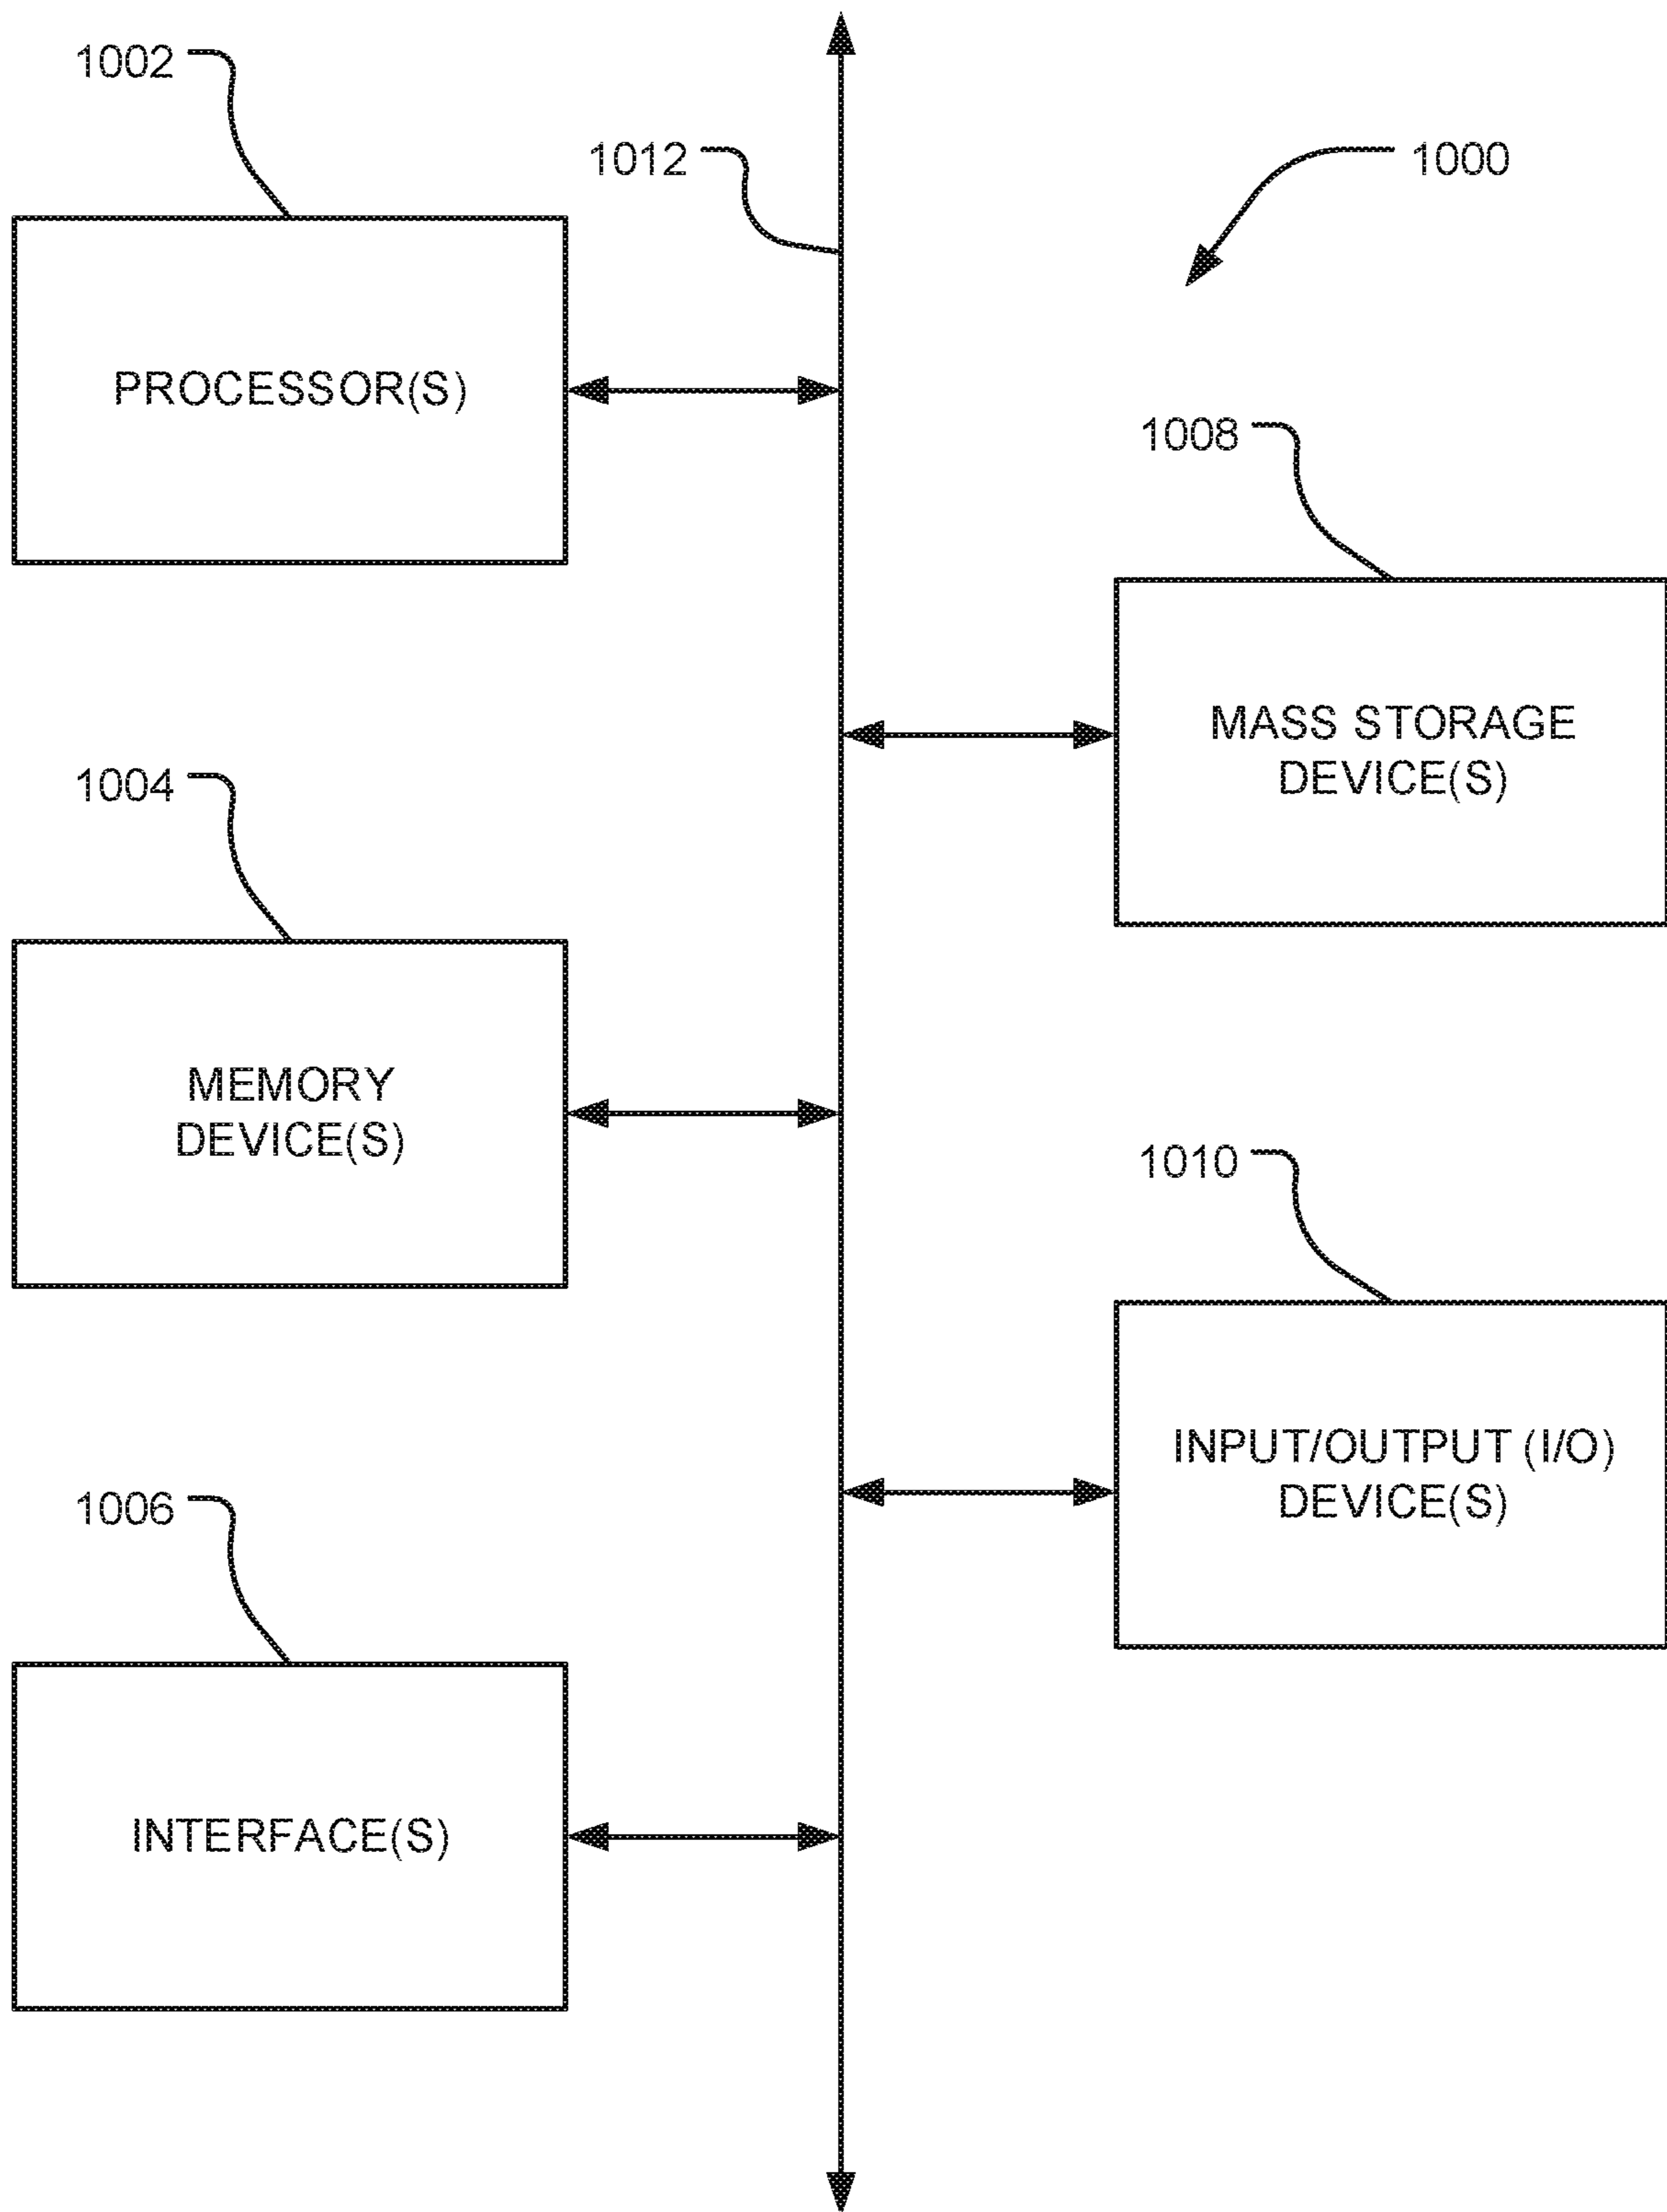 1002
1012
1000
PROCESSOR(S)
1008
MASS STORAGE
DEVICE(S)
1004
MEMORY
DEVICE(S)
1010
INPUT/OUTPUT (I/O)
DEVICE(S)
1006
INTERFACE(S)